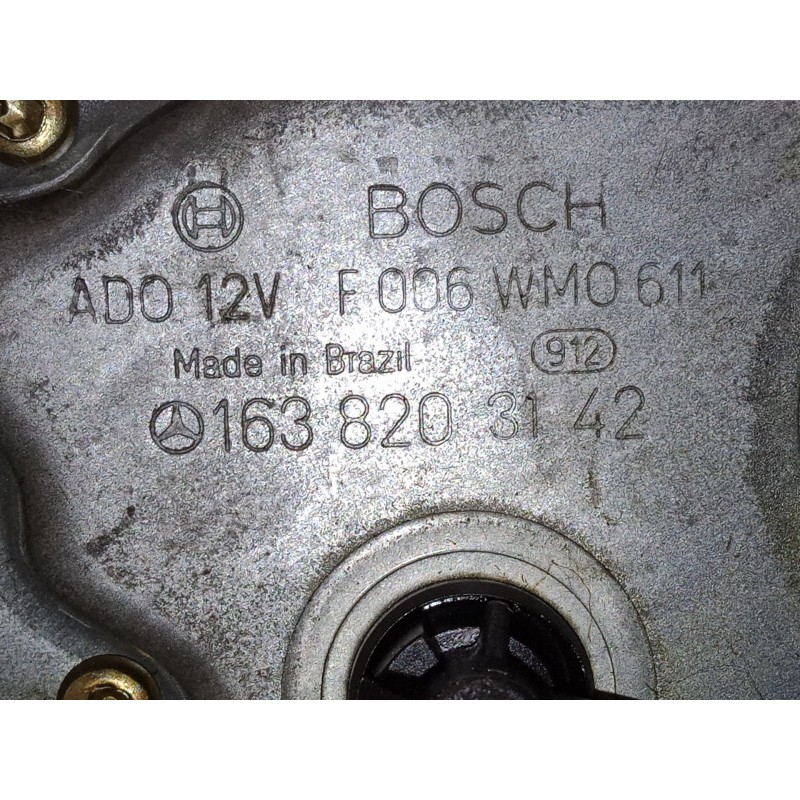 BOSCH
ADO 12V F 006 WM0 611
Made in Brazil 912
163 820 31 42